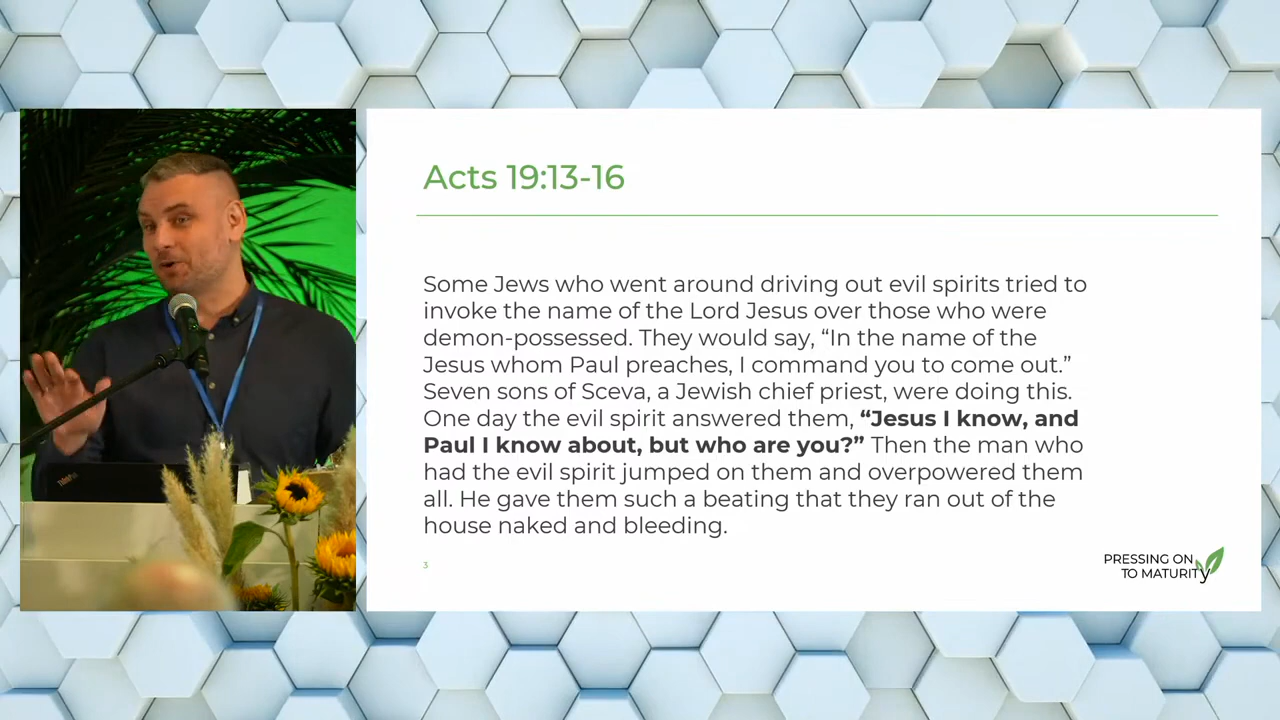 Acts 19:13-16
Some Jews who went around driving out evil spirits tried to
invoke the name of the Lord Jesus over those who were
demon-possessed. They would say, “In the name of the
Jesus whom Paul preaches, I command you to come out.”
Seven sons of Sceva, a Jewish chief priest, were doing this.
One day the evil spirit answered them, “Jesus I know, and
Paul I know about, but who are you?” Then the man who
had the evil spirit jumped on them and overpowered them
all. He gave them such a beating that they ran out of the
house naked and bleeding.
3
PRESSING ON
TO MATURITy
ThinkPad